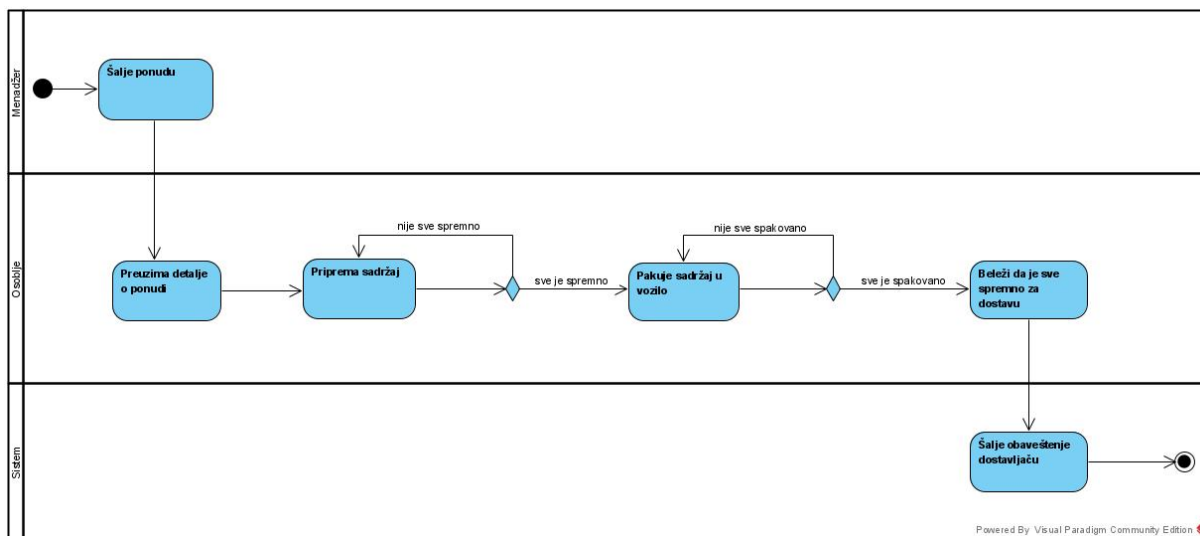 Menadžer
Šalje ponudu
Osoblje
nije sve spremno
nije sve spakovano
Preuzima detalje
o ponudi
Priprema sadržaj
sve je spremno
Pakuje sadržaj u
vozilo
sve je spakovano
Beleži da je sve
spremno za
dostavu
Sistem
Šalje obaveštenje
dostavljaču
Powered By Visual Paradigm Community Edition